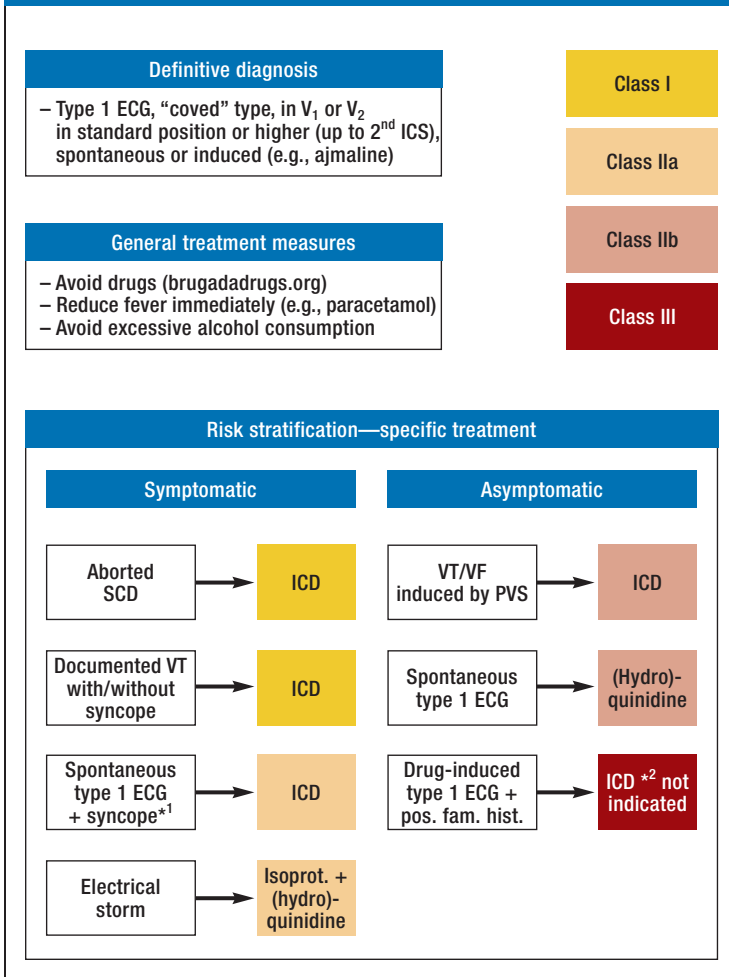 Definitive diagnosis
– Type 1 ECG, “coved” type, in V1 or V2
in standard position or higher (up to 2nd ICS),
spontaneous or induced (e.g., ajmaline)
Class I
Class IIa
Class IIb
Class III
General treatment measures
– Avoid drugs (brugadadrugs.org)
– Reduce fever immediately (e.g., paracetamol)
– Avoid excessive alcohol consumption
Risk stratification—specific treatment
Symptomatic
Aborted
SCD
ICD
Documented VT
with/without
syncope
ICD
Spontaneous
type 1 ECG
+ syncope*1
ICD
Electrical
storm
Isoprot. +
(hydro)-
quinidine
Asymptomatic
VT/VF
induced by PVS
ICD
Spontaneous
type 1 ECG
(Hydro)-
quinidine
Drug-induced
type 1 ECG +
pos. fam. hist.
ICD *2 not
indicated